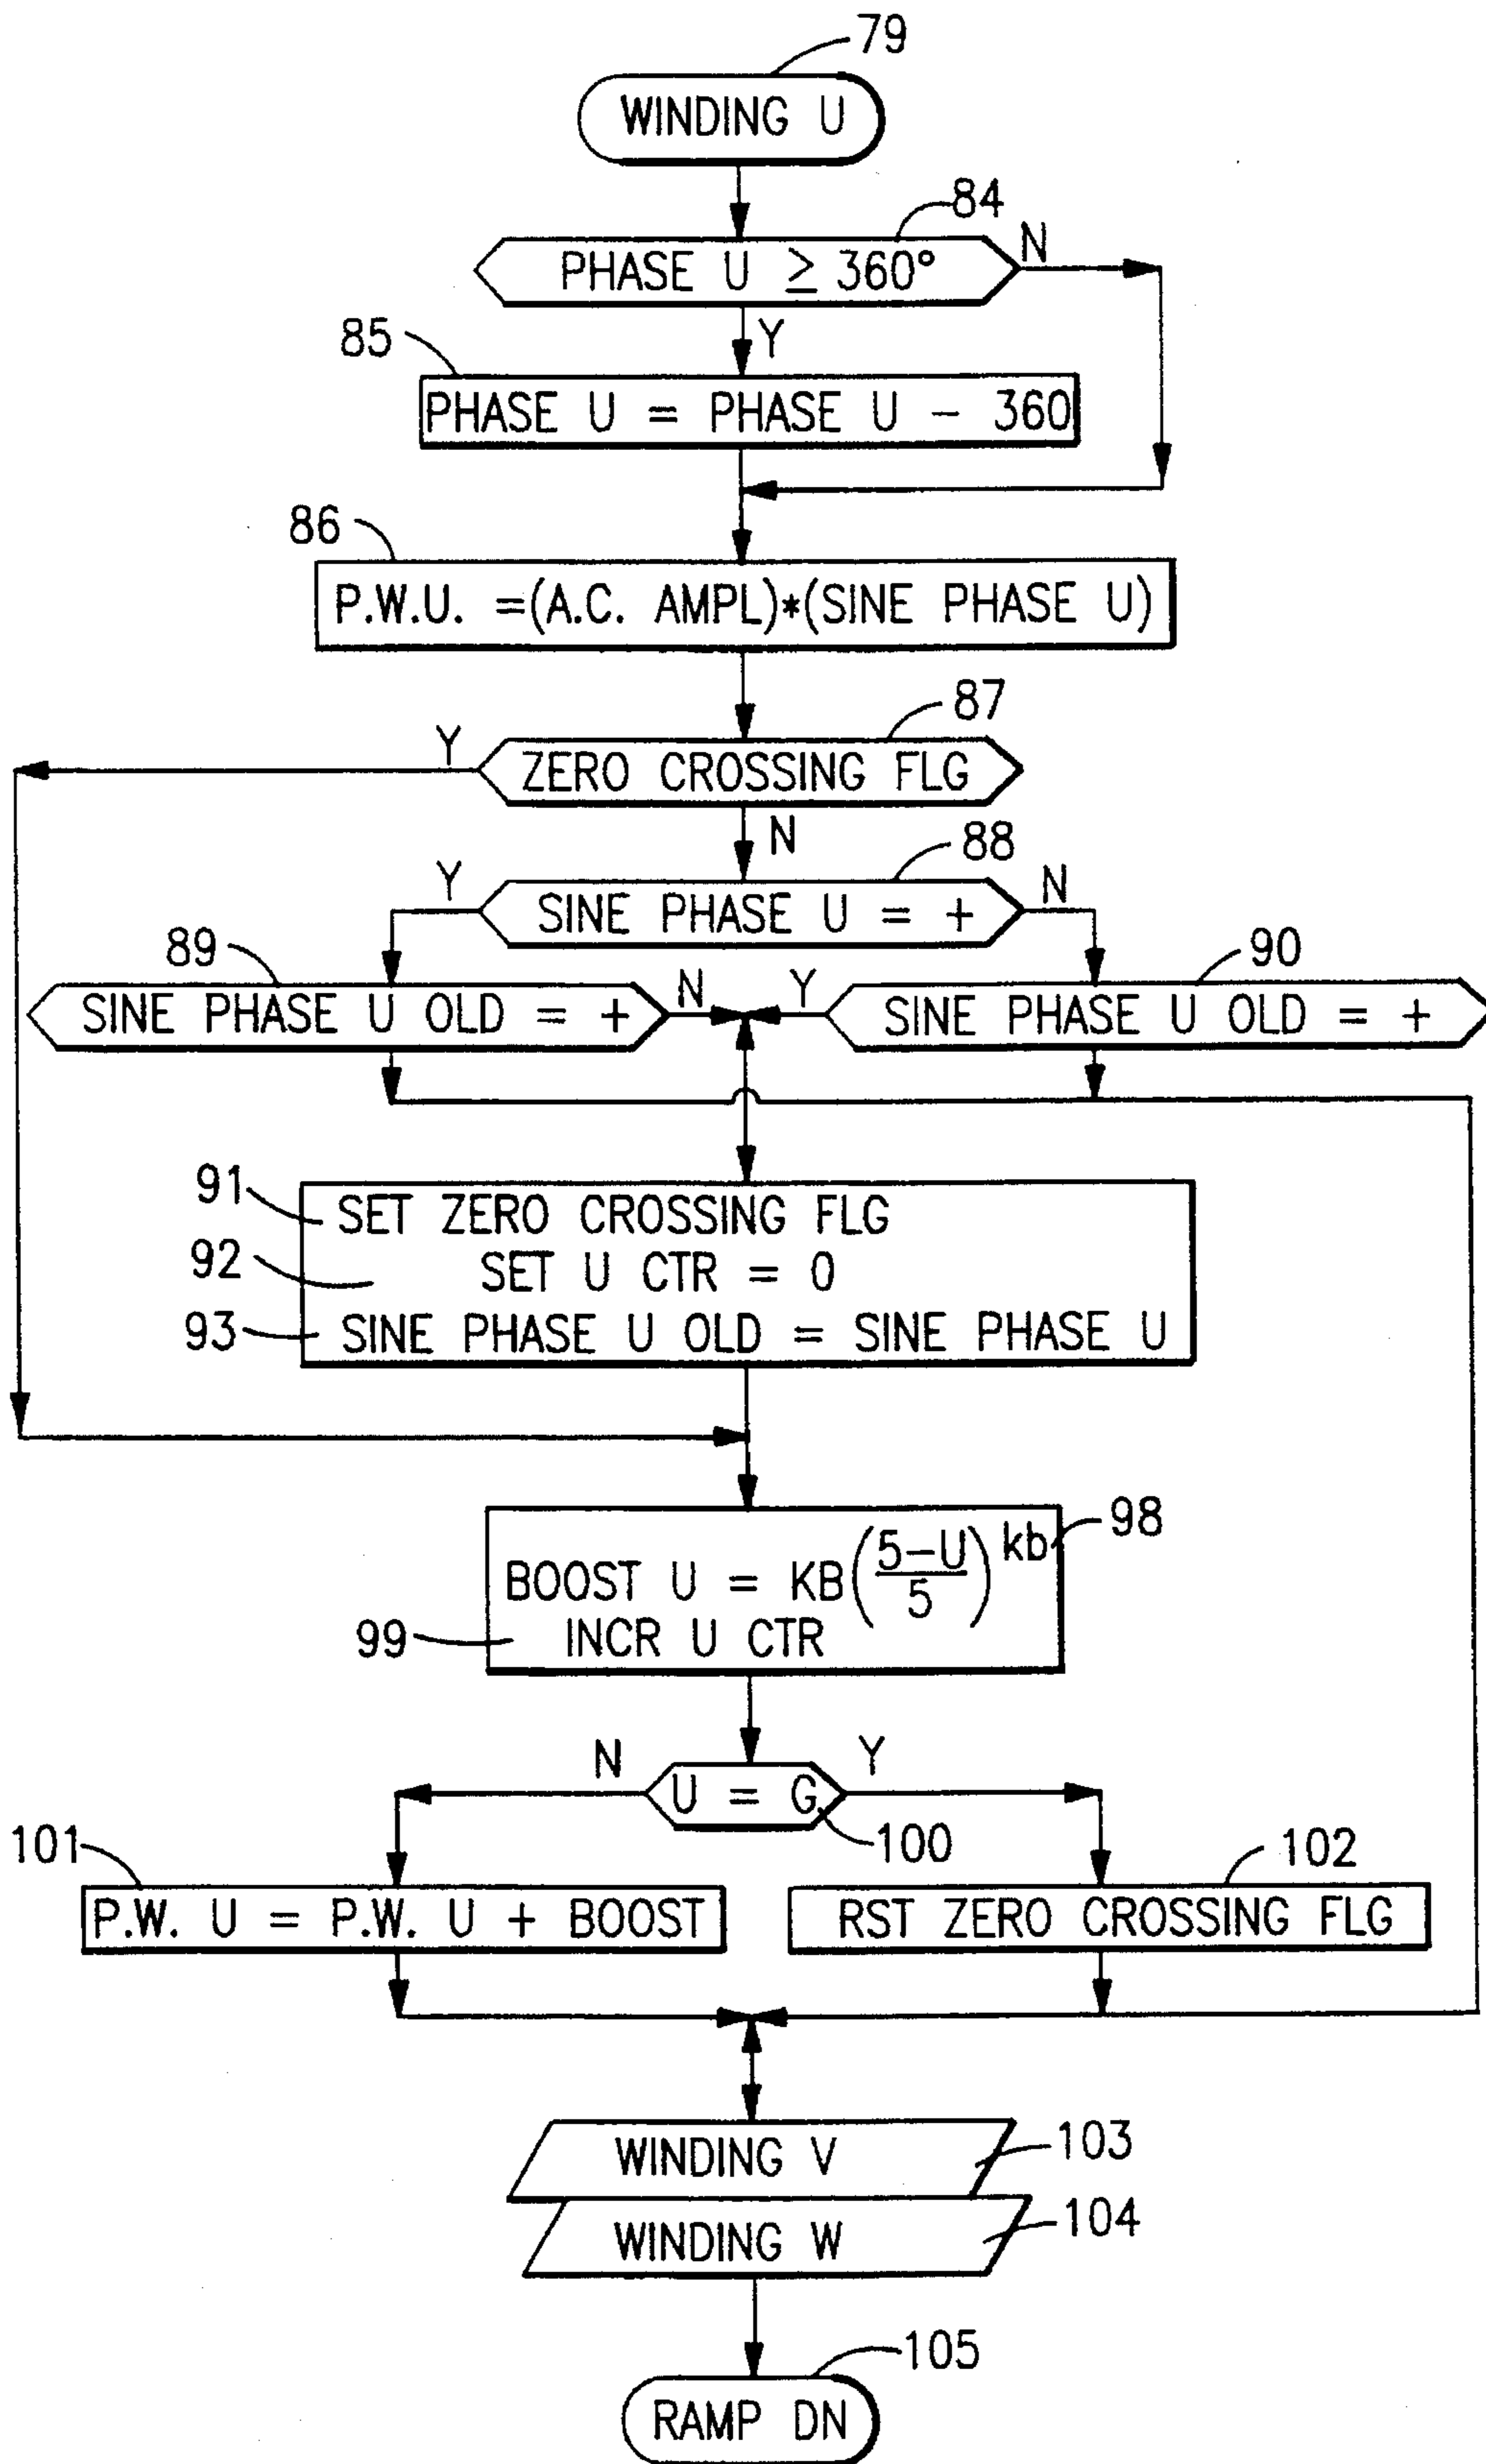 79
WINDING U
84
PHASE U ≥ 360° N
Y
85
PHASE U = PHASE U - 360
86
P.W.U. =(A.C. AMPL)*(SINE PHASE U)
87
Y ZERO CROSSING FLG
N
88
Y SINE PHASE U = + N
89 90
SINE PHASE U OLD = + N Y SINE PHASE U OLD = +
91 SET ZERO CROSSING FLG
92 SET U CTR = 0
93 SINE PHASE U OLD = SINE PHASE U
98
BOOST U = KB(5-U/5)^kb
99 INCR U CTR
N U = G Y
100
101 102
P.W. U = P.W. U + BOOST RST ZERO CROSSING FLG
WINDING V 103
WINDING W 104
105
RAMP DN